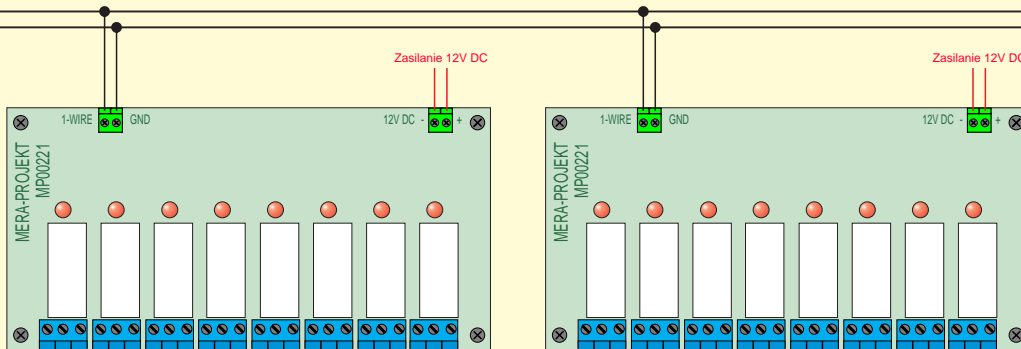 Zasilanie 12V DC
Zasilanie 12V DC
1-WIRE GND
12V DC - +
1-WIRE GND
12V DC - +
MERA-PROJEKT
MP00221
MERA-PROJEKT
MP00221